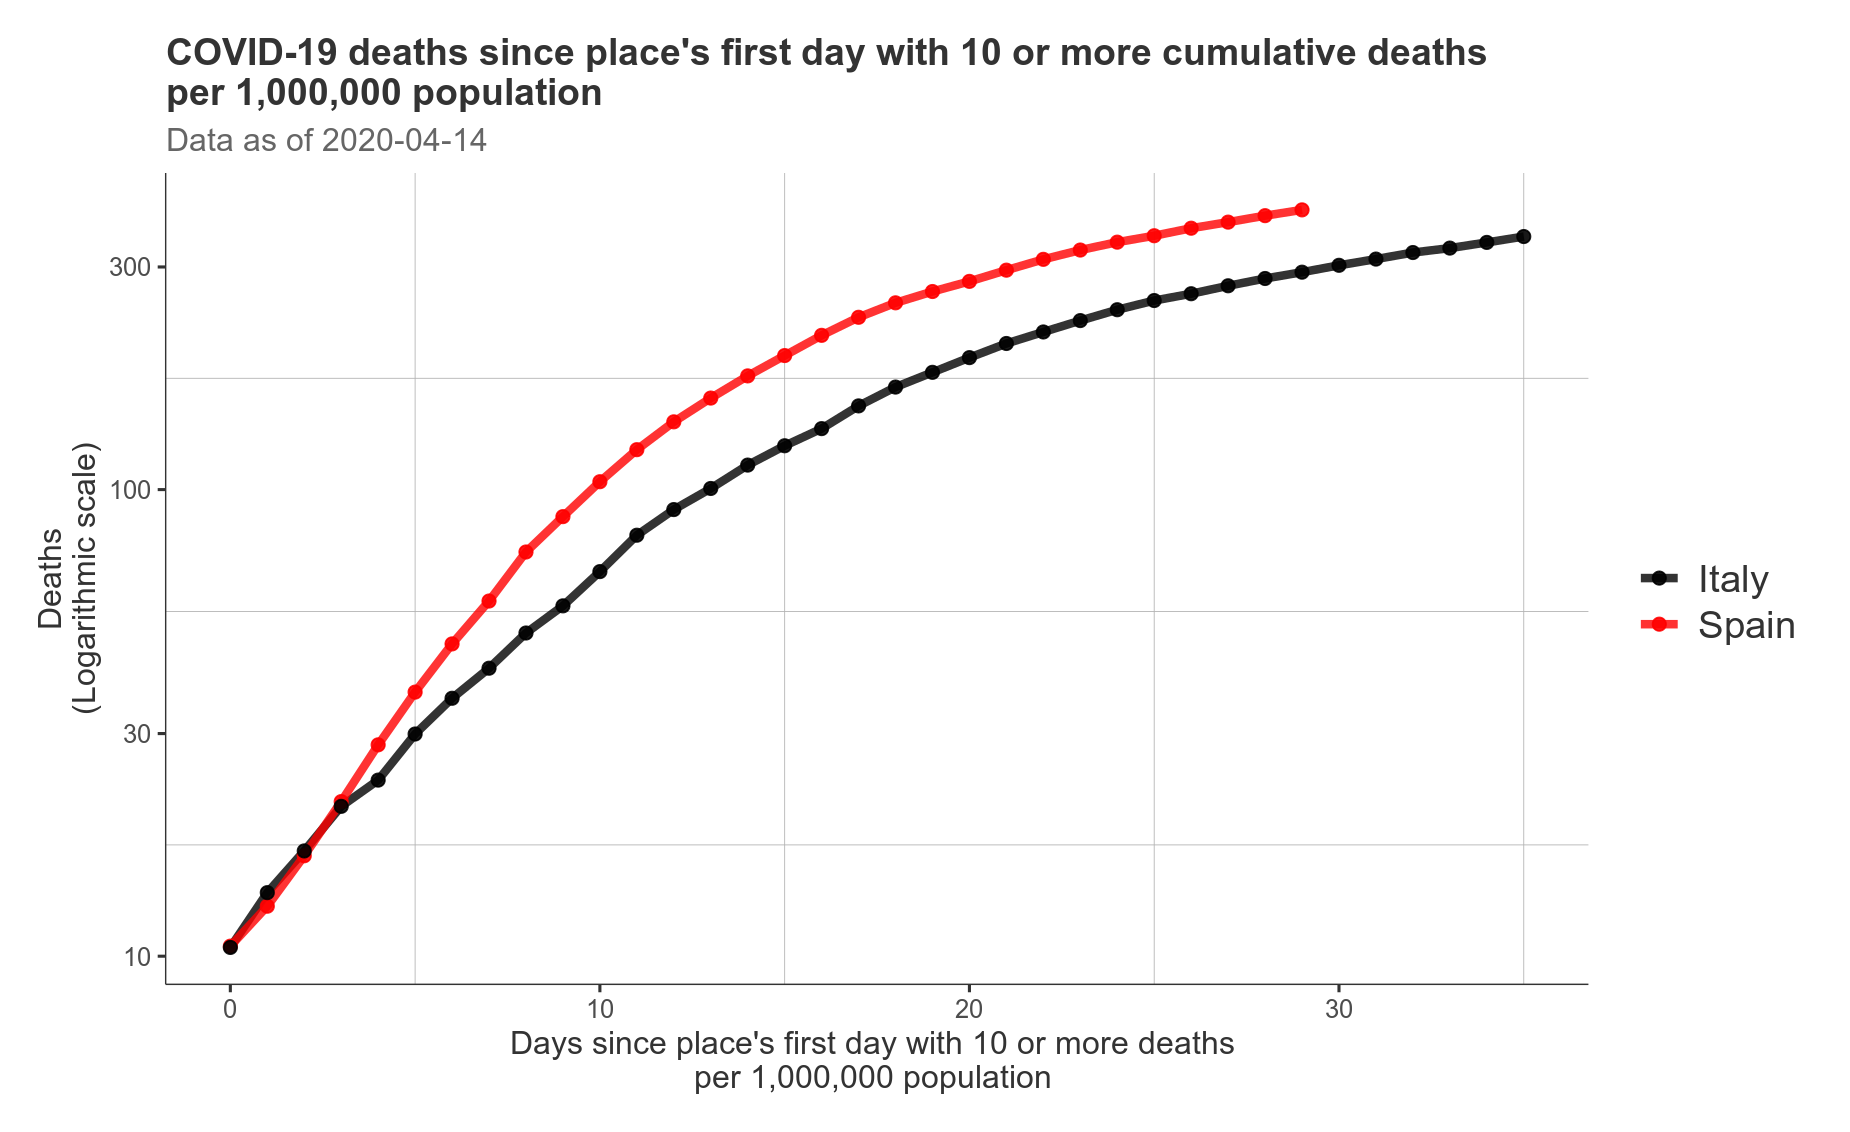 COVID-19 deaths since place's first day with 10 or more cumulative deaths
per 1,000,000 population
Data as of 2020-04-14
Deaths
(Logarithmic scale)
300
100
30
10
0
10
20
30
Days since place's first day with 10 or more deaths
per 1,000,000 population
Italy
Spain